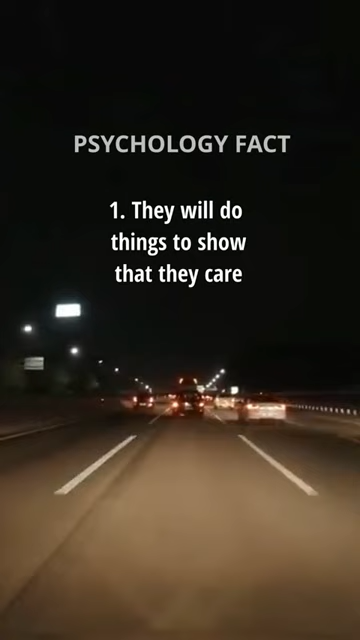 PSYCHOLOGY FACT
1. They will do
things to show
that they care